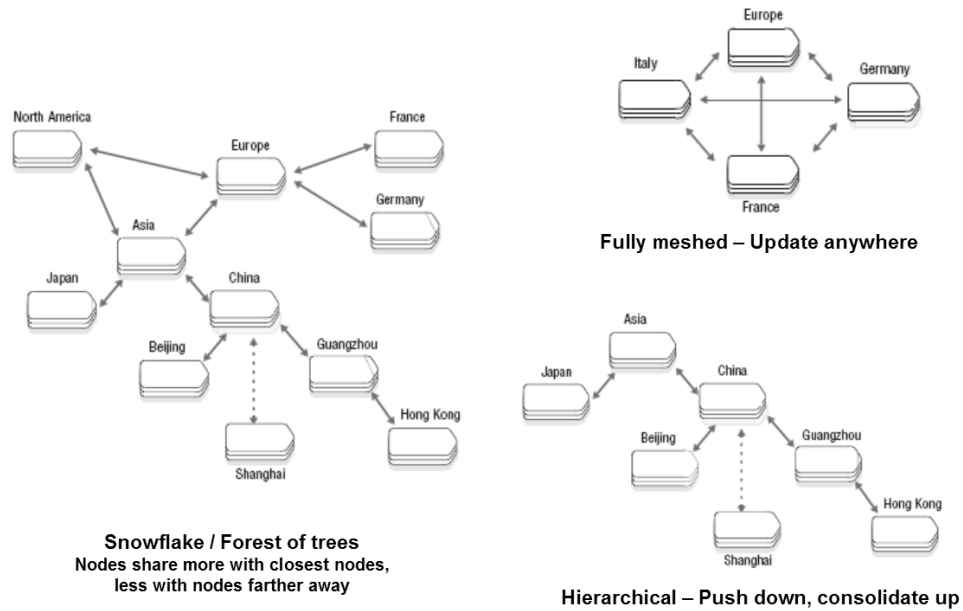 North America
France
Europe
Germany
Asia
Japan
China
Beijing
Guangzhou
Hong Kong
Shanghai
Snowflake / Forest of trees
Nodes share more with closest nodes,
less with nodes farther away
Europe
Italy
Germany
France
Fully meshed – Update anywhere
Asia
Japan
China
Beijing
Guangzhou
Hong Kong
Shanghai
Hierarchical – Push down, consolidate up